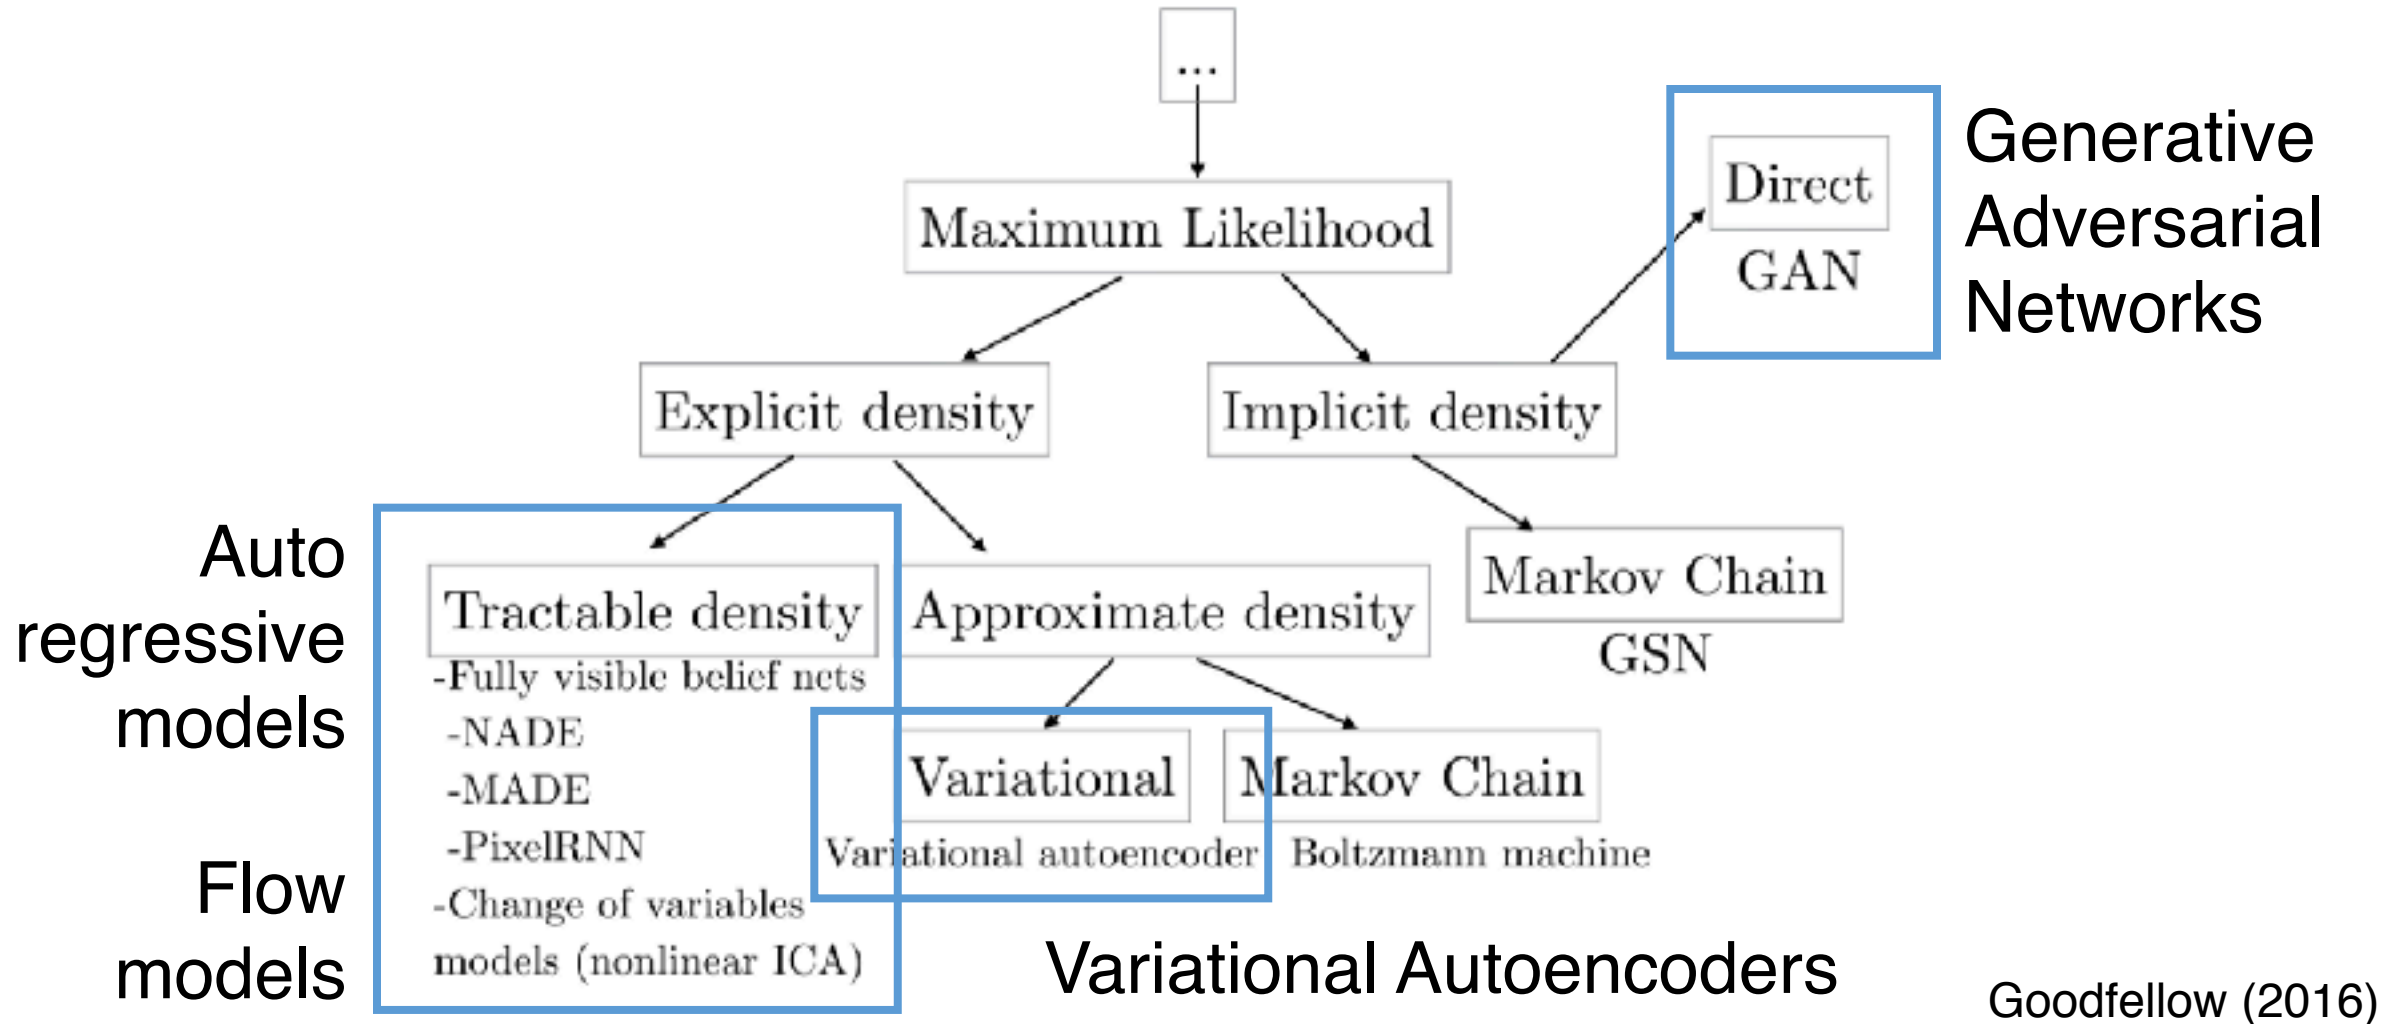 ...
Maximum Likelihood
Direct
GAN
Generative
Adversarial
Networks
Explicit density
Implicit density
Auto
regressive
models
Flow
models
Tractable density
-Fully visible belief nets
-NADE
-MADE
-PixelRNN
-Change of variables
models (nonlinear ICA)
Approximate density
Markov Chain
GSN
Variational
Variational autoencoder
Markov Chain
Boltzmann machine
Variational Autoencoders
Goodfellow (2016)